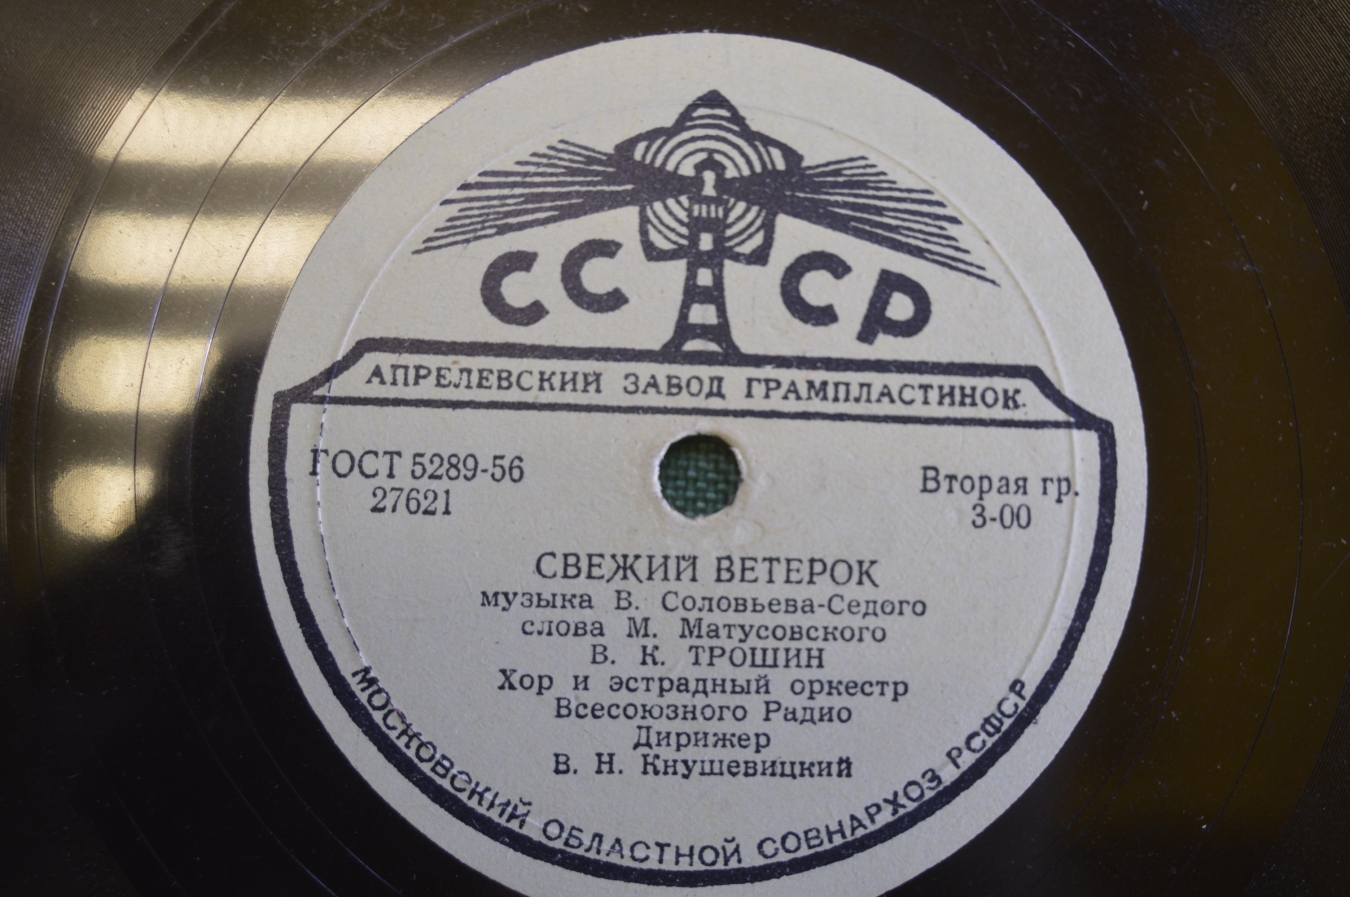 СССР
АПРЕЛЕВСКИЙ ЗАВОД ГРАМПЛАСТИНОК.
ГОСТ 5289-56
27621
Вторая гр.
3-00
СВЕЖИЙ ВЕТЕРОК
музыка В. Соловьева-Седого
слова М. Матусовского
В. К. ТРОШИН
Хор и эстрадный оркестр
Всесоюзного Радио
Дирижер
В. Н. Кнушевицкий
МОСКОВСКИЙ ОБЛАСТНОЙ СОВНАРХОЗ РСФСР